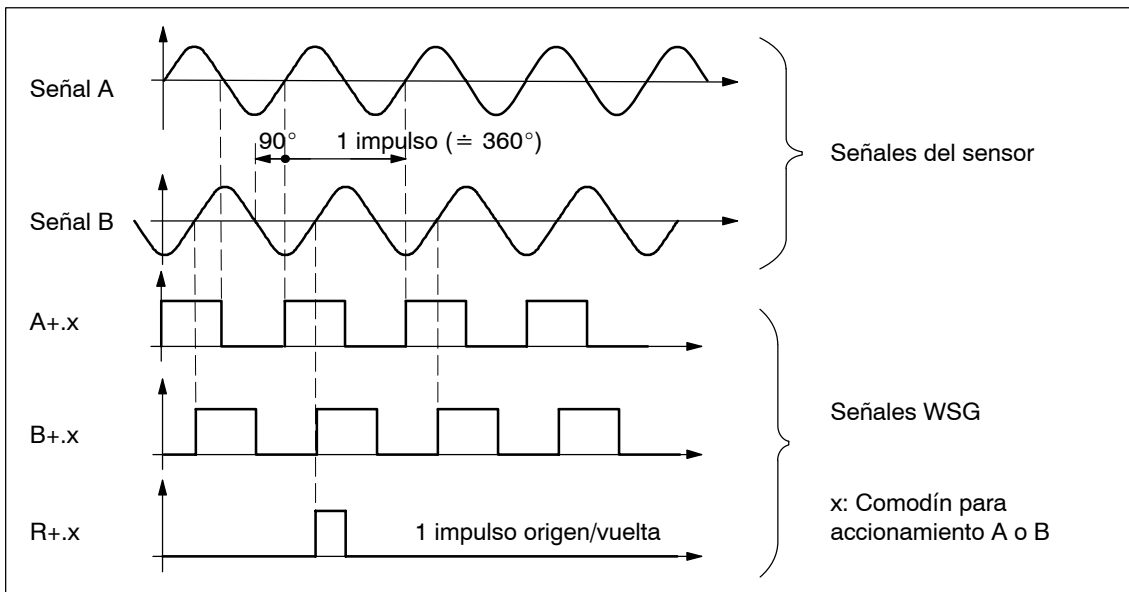 Señal A
90°
1 impulso (≐ 360°)
Señales del sensor
Señal B
A+.x
B+.x
Señales WSG
R+.x
1 impulso origen/vuelta
x: Comodín para
accionamiento A o B